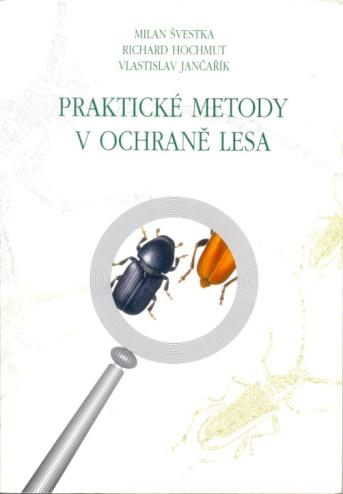 MILAN ŠVESTKA
RICHARD HOCHMUT
VLASTISLAV JANČAŘÍK
PRAKTICKÉ METODY
V OCHRANĚ LESA